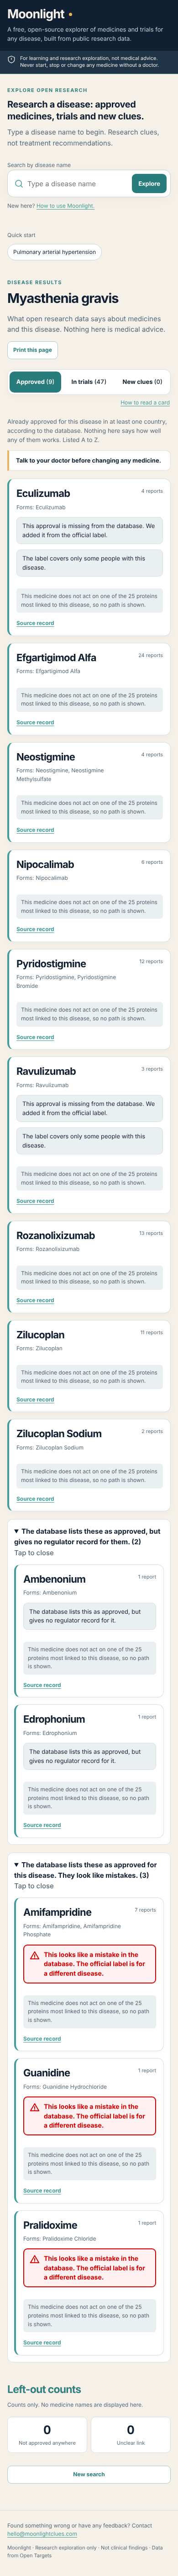 Moonlight
A free, open-source explorer of medicines and trials for
any disease, built from public research data.
For learning and research exploration, not medical advice.
Never start, stop or change any medicine without a doctor.
EXPLORE OPEN RESEARCH
Research a disease: approved
medicines, trials and new clues.
Type a disease name to begin. Research clues,
not treatment recommendations.
Search by disease name
Type a disease name
Explore
New here? How to use Moonlight.
Quick start
Pulmonary arterial hypertension
DISEASE RESULTS
Myasthenia gravis
What open research data says about medicines
and this disease. Nothing here is medical advice.
Print this page
Approved (9) In trials (47) New clues (0)
How to read a card
Already approved for this disease in at least one country,
according to the database. Nothing here says how well
any of them works. Listed A to Z.
Talk to your doctor before changing any medicine.
Eculizumab 4 reports
Forms: Eculizumab
This approval is missing from the database. We
added it from the official label.
The label covers only some people with this
disease.
This medicine does not act on one of the 25 proteins
most linked to this disease, so no path is shown.
Source record
Efgartigimod Alfa 24 reports
Forms: Efgartigimod Alfa
This medicine does not act on one of the 25 proteins
most linked to this disease, so no path is shown.
Source record
Neostigmine 4 reports
Forms: Neostigmine, Neostigmine
Methylsulfate
This medicine does not act on one of the 25 proteins
most linked to this disease, so no path is shown.
Source record
Nipocalimab 6 reports
Forms: Nipocalimab
This medicine does not act on one of the 25 proteins
most linked to this disease, so no path is shown.
Source record
Pyridostigmine 12 reports
Forms: Pyridostigmine, Pyridostigmine
Bromide
This medicine does not act on one of the 25 proteins
most linked to this disease, so no path is shown.
Source record
Ravulizumab 3 reports
Forms: Ravulizumab
This approval is missing from the database. We
added it from the official label.
The label covers only some people with this
disease.
This medicine does not act on one of the 25 proteins
most linked to this disease, so no path is shown.
Source record
Rozanolixizumab 13 reports
Forms: Rozanolixizumab
This medicine does not act on one of the 25 proteins
most linked to this disease, so no path is shown.
Source record
Zilucoplan 11 reports
Forms: Zilucoplan
This medicine does not act on one of the 25 proteins
most linked to this disease, so no path is shown.
Source record
Zilucoplan Sodium 2 reports
Forms: Zilucoplan Sodium
This medicine does not act on one of the 25 proteins
most linked to this disease, so no path is shown.
Source record
▼ The database lists these as approved, but
gives no regulator record for them. (2)
Tap to close
Ambenonium 1 report
Forms: Ambenonium
The database lists this as approved, but
gives no regulator record for it.
This medicine does not act on one of the 25
proteins most linked to this disease, so no path
is shown.
Source record
Edrophonium 1 report
Forms: Edrophonium
The database lists this as approved, but
gives no regulator record for it.
This medicine does not act on one of the 25
proteins most linked to this disease, so no path
is shown.
Source record
▼ The database lists these as approved for
this disease. They look like mistakes. (3)
Tap to close
Amifampridine 7 reports
Forms: Amifampridine, Amifampridine
Phosphate
This looks like a mistake in the
database. The official label is for
a different disease.
This medicine does not act on one of the 25
proteins most linked to this disease, so no path
is shown.
Source record
Guanidine 1 report
Forms: Guanidine Hydrochloride
This looks like a mistake in the
database. The official label is for
a different disease.
This medicine does not act on one of the 25
proteins most linked to this disease, so no path
is shown.
Source record
Pralidoxime 1 report
Forms: Pralidoxime Chloride
This looks like a mistake in the
database. The official label is for
a different disease.
This medicine does not act on one of the 25
proteins most linked to this disease, so no path
is shown.
Source record
Left-out counts
Counts only. No medicine names are displayed here.
0 0
Not approved anywhere Unclear link
New search
Found something wrong or have any feedback? Contact
hello@moonlightclues.com
Moonlight · Research exploration only · Not clinical findings · Data
from Open Targets